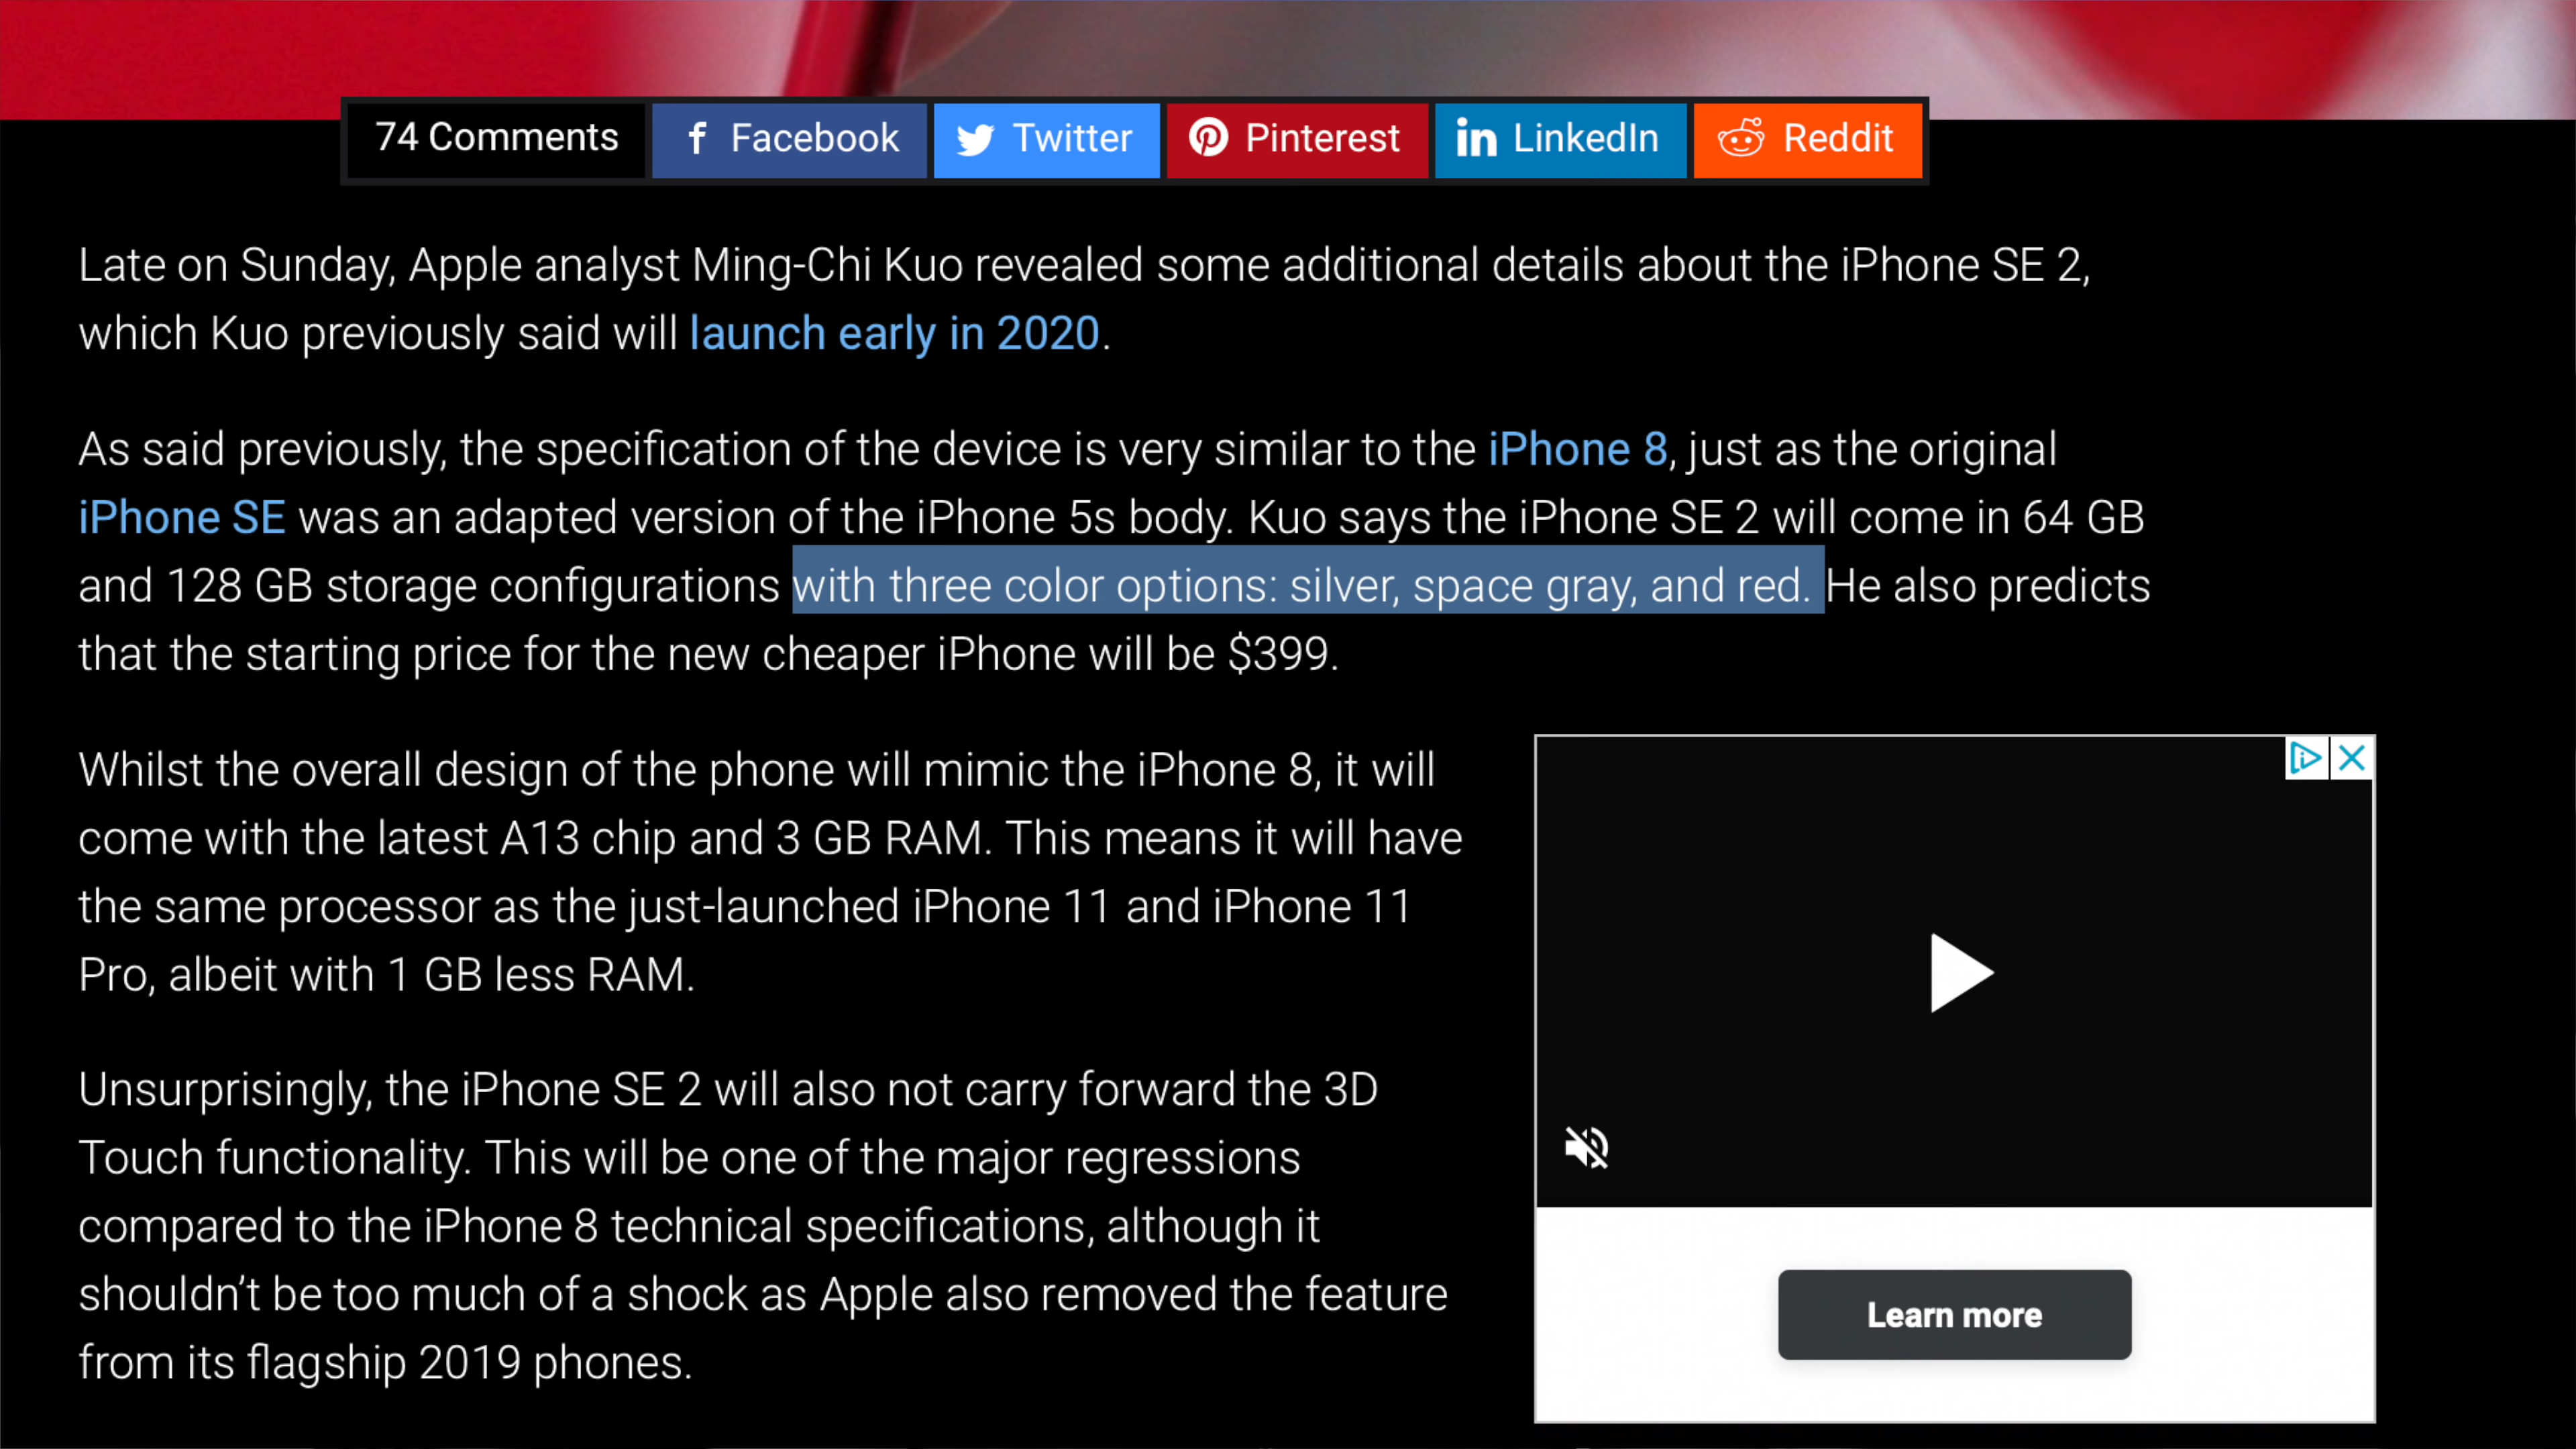 74 Comments
Facebook
Twitter
Pinterest
in LinkedIn
Reddit
Late on Sunday, Apple analyst Ming-Chi Kuo revealed some additional details about the iPhone SE 2,
which Kuo previously said will launch early in 2020.
As said previously, the specification of the device is very similar to the iPhone 8, just as the original
iPhone SE was an adapted version of the iPhone 5s body. Kuo says the iPhone SE 2 will come in 64 GB
and 128 GB storage configurations with three color options: silver, space gray, and red. He also predicts
that the starting price for the new cheaper iPhone will be $399.
Whilst the overall design of the phone will mimic the iPhone 8, it will
come with the latest A13 chip and 3 GB RAM. This means it will have
the same processor as the just-launched iPhone 11 and iPhone 11
Pro, albeit with 1 GB less RAM.
Unsurprisingly, the iPhone SE 2 will also not carry forward the 3D
Touch functionality. This will be one of the major regressions
compared to the iPhone 8 technical specifications, although it
shouldn’t be too much of a shock as Apple also removed the feature
from its flagship 2019 phones.
Learn more